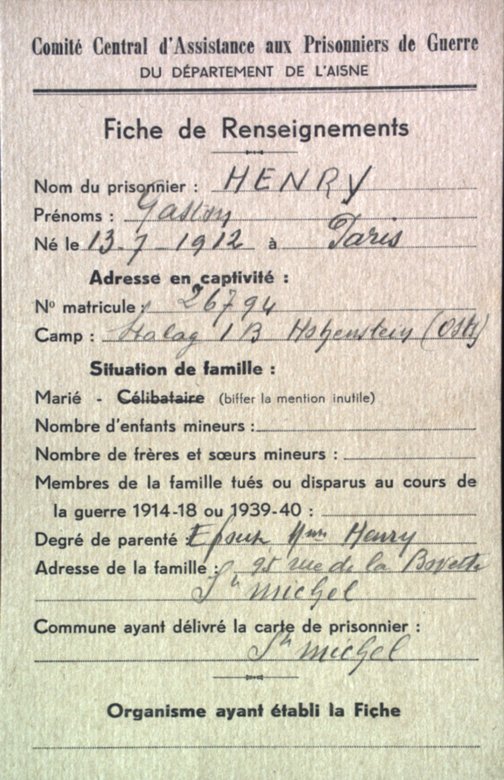 Comité Central d'Assistance aux Prisonniers de Guerre
DU DÉPARTEMENT DE L'AISNE
Fiche de Renseignements
Nom du prisonnier : HENRY
Prénoms : Gaston
Né le 13-7-1912 à Paris
Adresse en captivité :
Nº matricule : 26794
Camp : Stalag I B Hohenstein
Situation de famille :
Marié - Célibataire (biffer la mention inutile)
Nombre d'enfants mineurs :
Nombre de frères et sœurs mineurs :
Membres de la famille tués ou disparus au cours de
la guerre 1914-18 ou 1939-40 :
Degré de parenté Epouse Mme Henry
Adresse de la famille : rue de la
St michel
Commune ayant délivré la carte de prisonnier :
St michel
Organisme ayant établi la Fiche